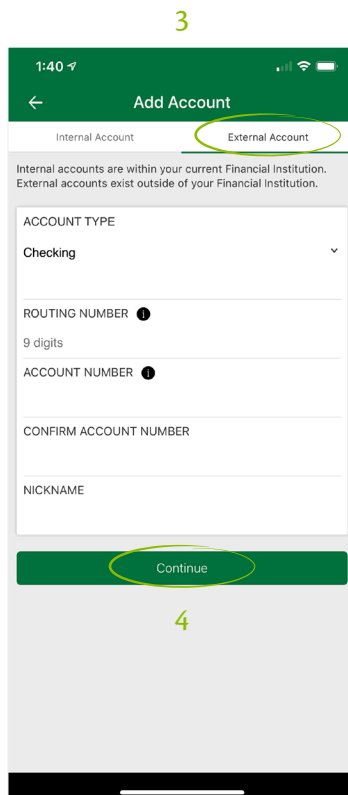 3
1:40
Add Account
Internal Account External Account
Internal accounts are within your current Financial Institution.
External accounts exist outside of your Financial Institution.
ACCOUNT TYPE
Checking
ROUTING NUMBER i
9 digits
ACCOUNT NUMBER i
CONFIRM ACCOUNT NUMBER
NICKNAME
Continue
4